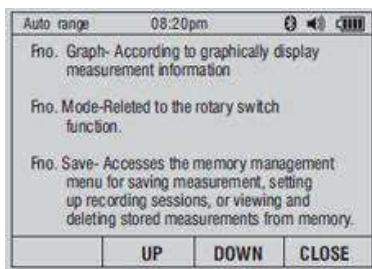 Auto range 08:20pm
Fno. Graph- According to graphically display
measurement information
Fno. Mode-Releted to the rotary switch
function.
Fno. Save- Accesses the memory management
menu for saving measurement, setting
up recording sessions, or viewing and
deleting stored measurements from memory.
UP DOWN CLOSE